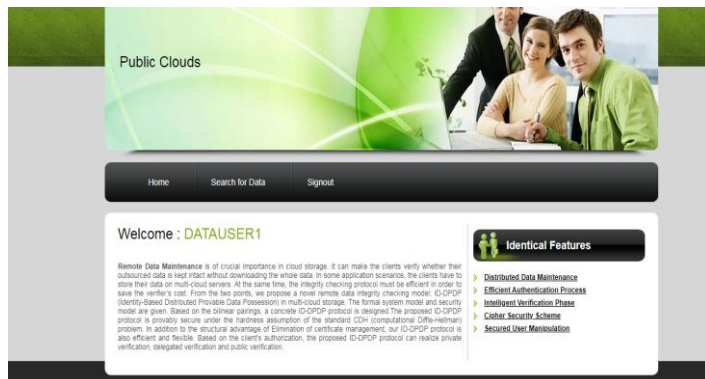 Public Clouds
Home Search for Data Signout
Welcome : DATAUSER1
Remote Data Maintenance is of crucial importance in cloud storage. It can make the clients verify whether their
outsourced data is kept intact without downloading the whole data. In some application scenarios, the clients have to
store their data on multi-cloud servers. At the same time, the integrity checking protocol must be efficient in order to
save the verifier's cost. From the two points, we propose a novel remote data integrity checking model: ID-DPDP
(Identity-Based Distributed Provable Data Possession) in multi-cloud storage. The formal system model and security
model are given. Based on the bilinear pairings, a concrete ID-DPDP protocol is designed.The proposed ID-DPDP
protocol is provably secure under the hardness assumption of the standard CDH (computational Diffie-Hellman)
problem. In addition to the structural advantage of Elimination of certificate management, our ID-DPDP protocol is
also efficient and flexible. Based on the client's authorization, the proposed ID-DPDP protocol can realize private
verification, delegated verification and public verification.
Identical Features
Distributed Data Maintenance
Efficient Authentication Process
Intelligent Verification Phase
Cipher Security Scheme
Secured User Manipulation